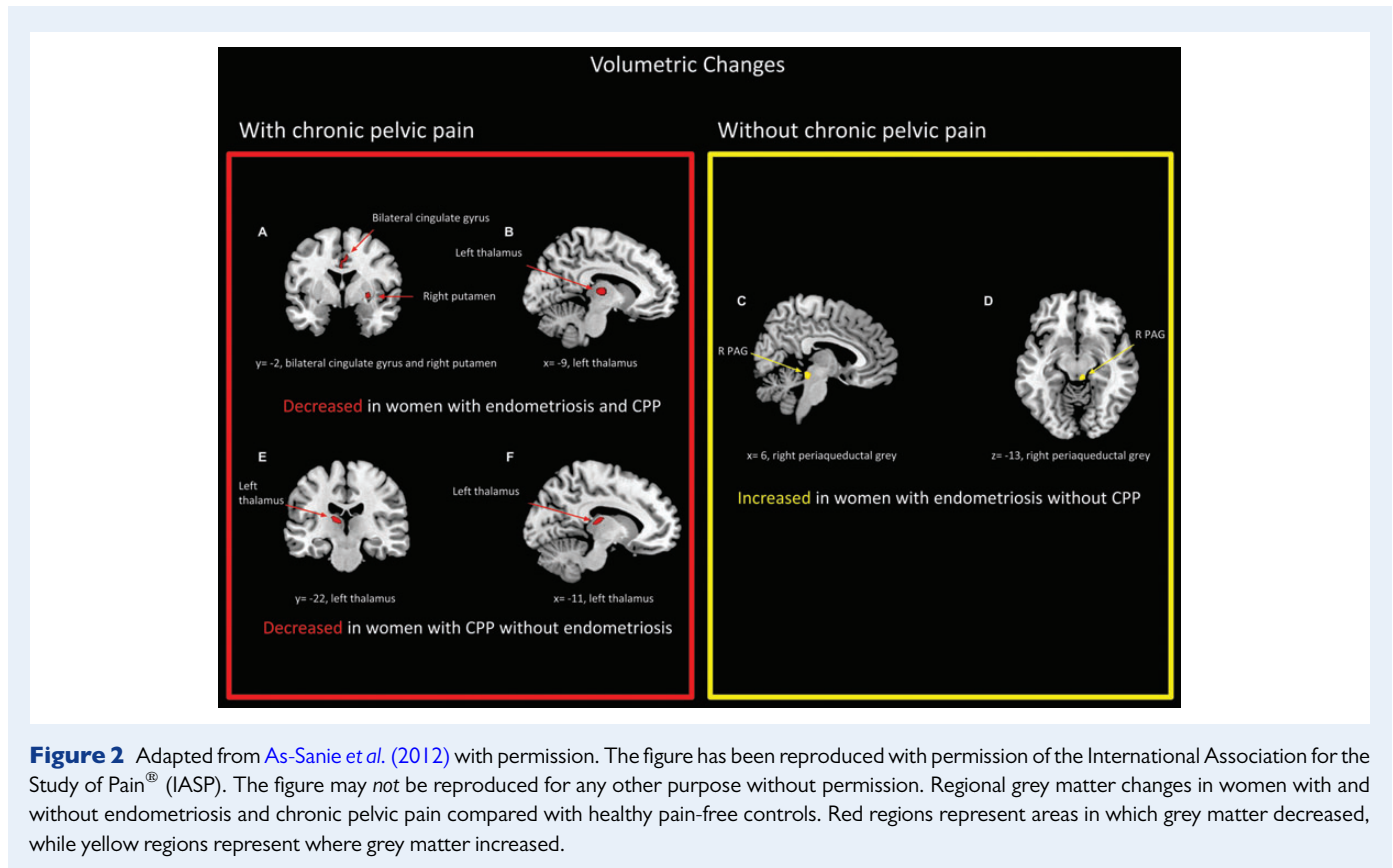 Volumetric Changes
With chronic pelvic pain
Without chronic pelvic pain
A
Bilateral cingulate gyrus
B
Left thalamus
Right putamen
y= -2, bilateral cingulate gyrus and right putamen
x= -9, left thalamus
Decreased in women with endometriosis and CPP
E
F
Left
thalamus
Left thalamus
y= -22, left thalamus
x= -11, left thalamus
Decreased in women with CPP without endometriosis
C
D
R PAG
R PAG
x= 6, right periaqueductal grey
z= -13, right periaqueductal grey
Increased in women with endometriosis without CPP
Figure 2 Adapted from As-Sanie et al. (2012) with permission. The figure has been reproduced with permission of the International Association for the
Study of Pain® (IASP). The figure may not be reproduced for any other purpose without permission. Regional grey matter changes in women with and
without endometriosis and chronic pelvic pain compared with healthy pain-free controls. Red regions represent areas in which grey matter decreased,
while yellow regions represent where grey matter increased.